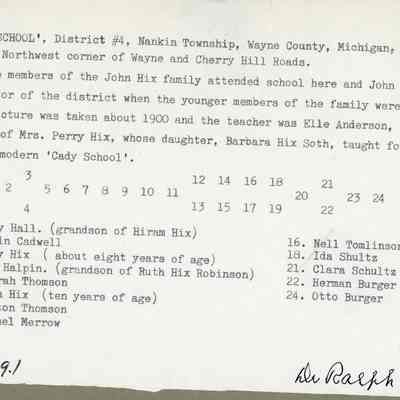 SCHOOL', District #4, Nankin Township, Wayne County, Michigan,
Northwest corner of Wayne and Cherry Hill Roads.
members of the John Hix family attended school here and John
or of the district when the younger members of the family were
cture was taken about 1900 and the teacher was Elle Anderson,
of Mrs. Perry Hix, whose daughter, Barbara Hix Soth, taught fo
modern 'Cady School'.
3 12 14 16 18 21
2 5 6 7 8 9 10 11 20 23 24
4 13 15 17 19 22
y Hall. (grandson of Hiram Hix)
in Cadwell
y Hix ( about eight years of age)
Halpin. (grandson of Ruth Hix Robinson)
rah Thomson
Hix (ten years of age)
on Thomson
el Merrow
16. Nell Tomlinson
18. Ida Shultz
21. Clara Schultz
22. Herman Burger
24. Otto Burger
9.1
Dr Ralph